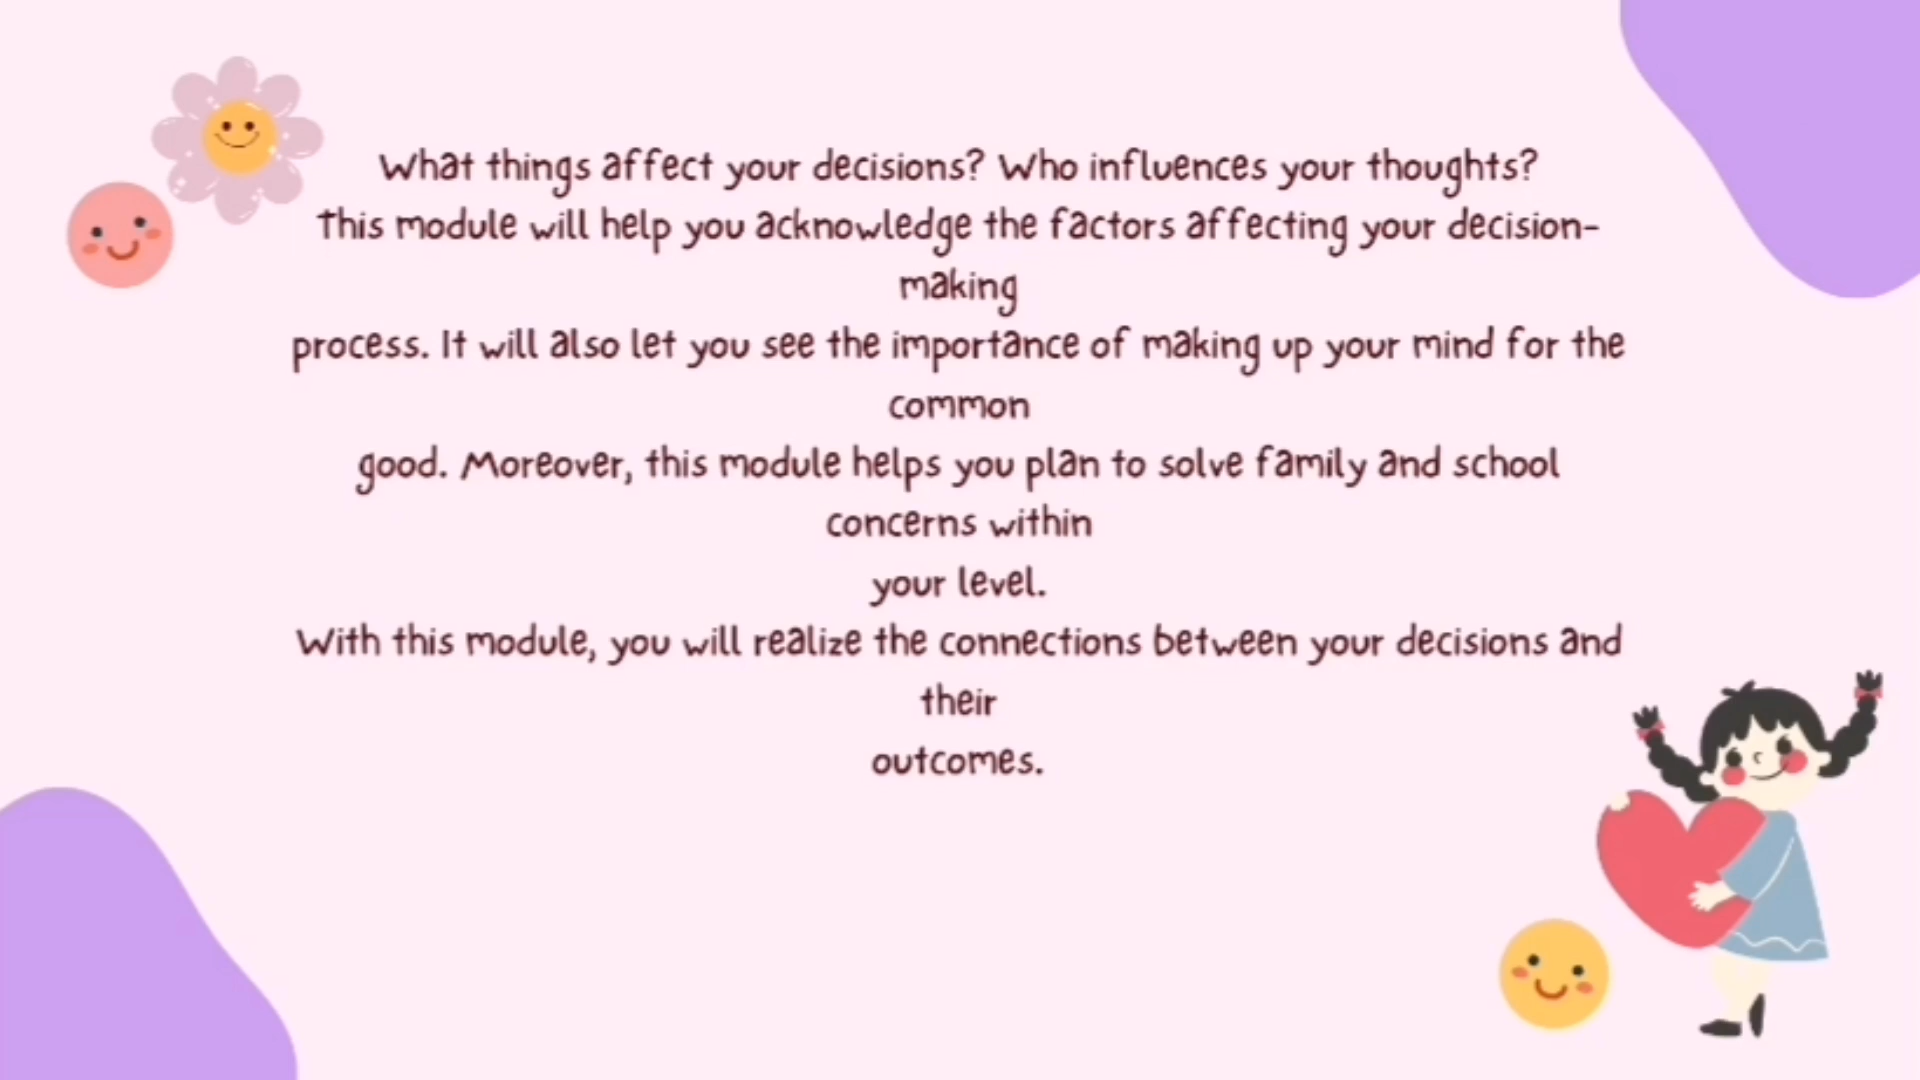 What things affect your decisions? Who influences your thoughts?
This module will help you acknowledge the factors affecting your decision-
making
process. It will also let you see the importance of making up your mind for the
common
good. Moreover, this module helps you plan to solve family and school
concerns within
your level.
With this module, you will realize the connections between your decisions and
their
outcomes.